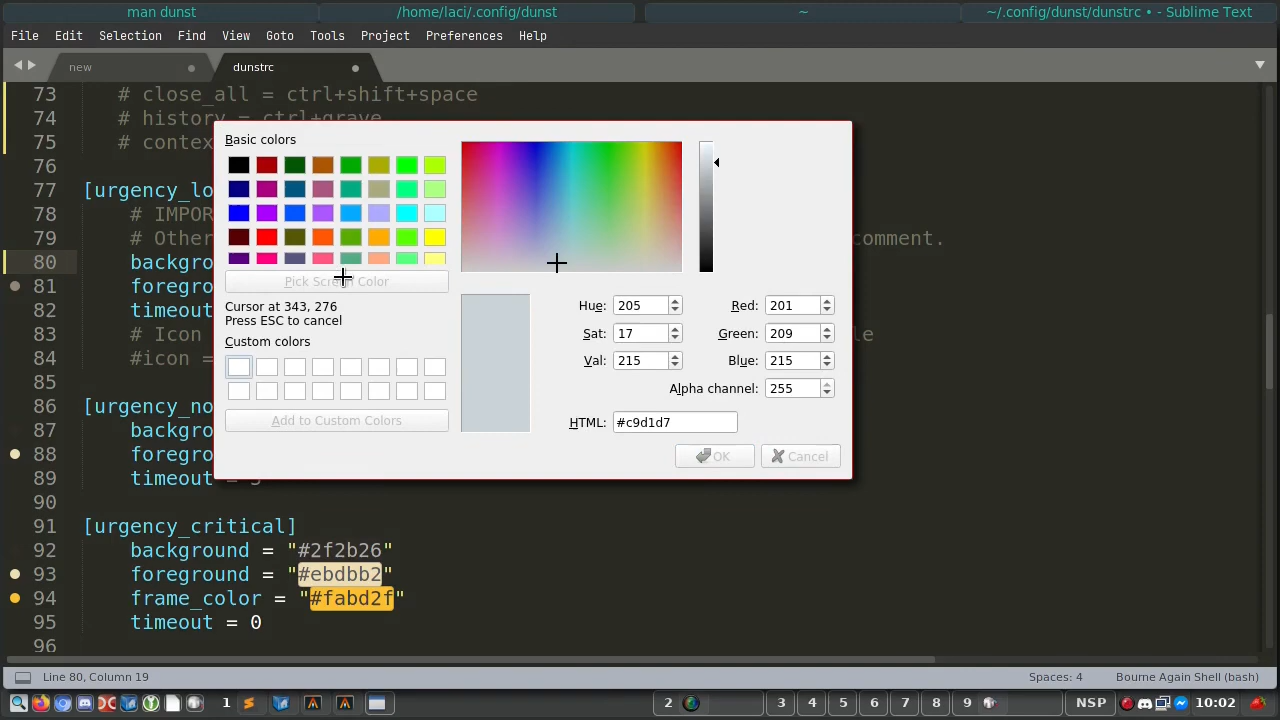 man dunst
/home/laci/.config/dunst
~
~/.config/dunst/dunstrc • - Sublime Text
File Edit Selection Find View Goto Tools Project Preferences Help
new
dunstrc
73 # close_all = ctrl+shift+space
74 # history = ctrl+grave
75 # contex
76
77 [urgency_lo
78 # IMPOR
79 # Other comment.
80 backgro
81 foregro
82 timeout
83 # Icon le
84 #icon =
85
86 [urgency_no
87 backgro
88 foregro
89 timeout = 5
90
91 [urgency_critical]
92 background = "#2f2b26"
93 foreground = "#ebdbb2"
94 frame_color = "#fabd2f"
95 timeout = 0
96
Basic colors
Pick Screen Color
Cursor at 343, 276
Press ESC to cancel
Custom colors
Add to Custom Colors
Hue: 205 Red: 201
Sat: 17 Green: 209
Val: 215 Blue: 215
Alpha channel: 255
HTML: #c9d1d7
OK Cancel
Line 80, Column 19 Spaces: 4 Bourne Again Shell (bash)
1 2 3 4 5 6 7 8 9 NSP 10:02